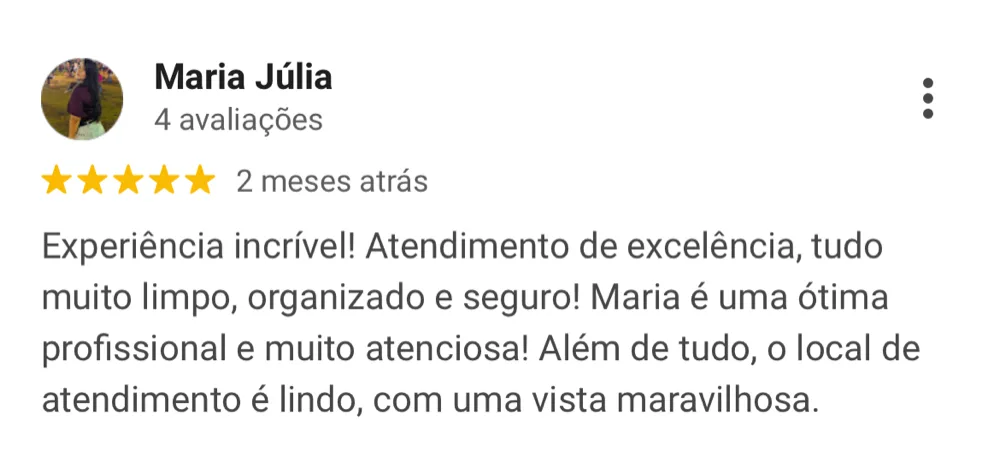 Maria Júlia
4 avaliações
2 meses atrás
Experiência incrível! Atendimento de excelência, tudo
muito limpo, organizado e seguro! Maria é uma ótima
profissional e muito atenciosa! Além de tudo, o local de
atendimento é lindo, com uma vista maravilhosa.